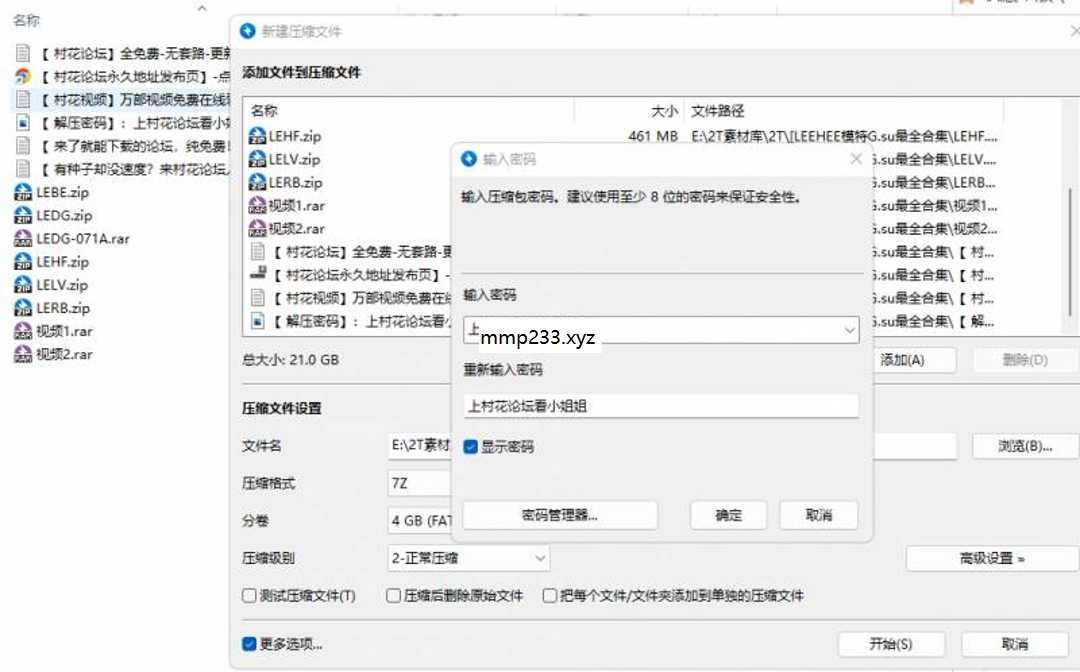 名称
【 村花论坛】全免费-无套路-更新
【 村花论坛永久地址发布页】-点
【 村花视频】万部视频免费在线
【 解压密码】：上村花论坛看小姐
【 来了就能下载的论坛，纯免费!
【 有种子却没速度？来村花论坛
LEBE.zip
LEDG.zip
LEDG-071A.rar
LEHF.zip
LELV.zip
LERB.zip
视频1.rar
视频2.rar
新建压缩文件
添加文件到压缩文件
名称 大小 文件路径
LEHF.zip 461 MB E:\2T素材库\2T\[LEEHEE模特G.su最全合集\LEHF....
LELV.zip G.su最全合集\LELV....
LERB.zip G.su最全合集\LERB...
视频1.rar G.su最全合集\视频1...
视频2.rar G.su最全合集\视频2...
【 村花论坛】全免费-无套路-更 G.su最全合集\【 村...
【 村花论坛永久地址发布页】- G.su最全合集\【 村...
【 村花视频】万部视频免费在线 G.su最全合集\【 村...
【 解压密码】：上村花论坛看小 G.su最全合集\【 解...
总大小: 21.0 GB
添加(A)
删除(D)
输入密码
输入压缩包密码。建议使用至少 8 位的密码来保证安全性。
输入密码
上
mmp233.xyz
重新输入密码
上村花论坛看小姐姐
显示密码
密码管理器...
确定
取消
压缩文件设置
文件名 E:\2T素材 浏览(B)...
压缩格式 7Z
分卷 4 GB (FAT
压缩级别 2-正常压缩 高级设置 »
测试压缩文件(T) 压缩后删除原始文件 把每个文件/文件夹添加到单独的压缩文件
更多选项...
开始(S)
取消